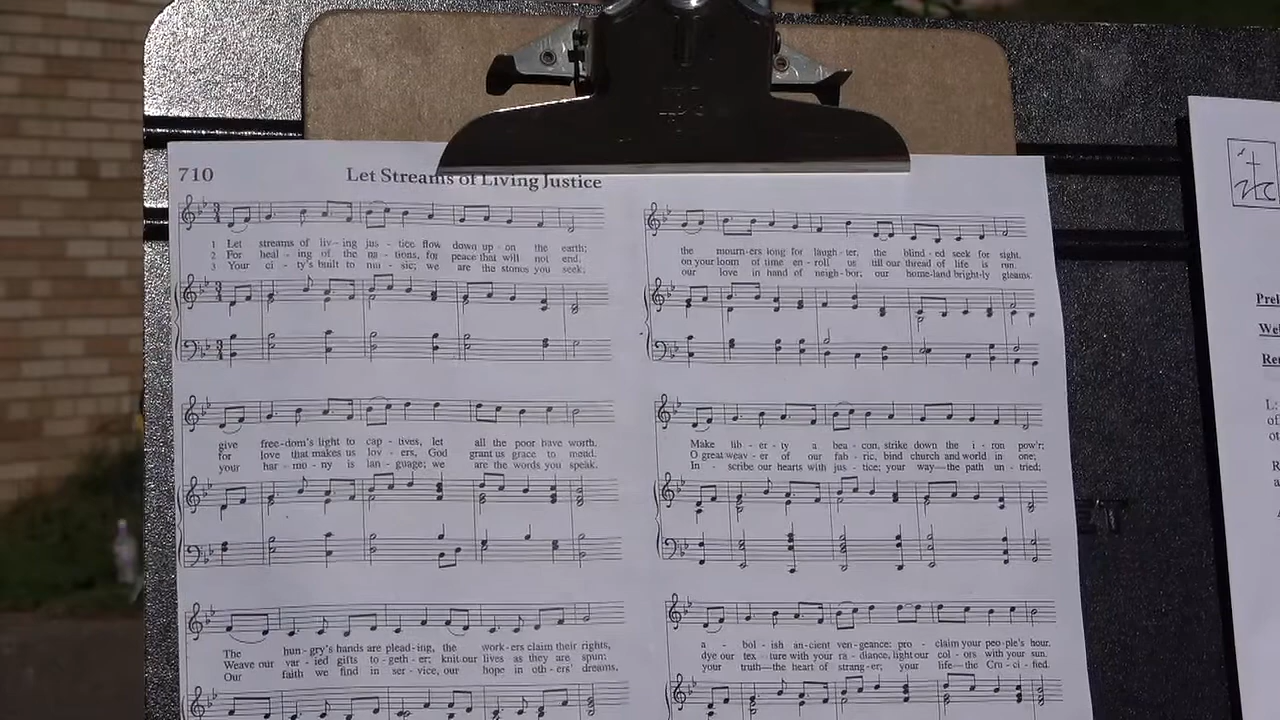 710
Let Streams of Living Justice
1 Let streams of liv - ing jus - tice flow down up - on the earth;
2 For heal - ing of the na - tions, for peace that will not end,
3 Your ci - ty's built to mu - sic; we are the stones you seek;
give free-dom's light to cap - tives, let all the poor have worth.
for love that makes us lov - ers, God grant us grace to mend.
your har - mo - ny is lan - guage; we are the words you speak.
The hun-gry's hands are plead-ing, the work-ers claim their rights,
Weave our var - ied gifts to-geth - er; knit our lives as they are spun;
Our faith we find in ser - vice, our hope in oth - ers' dreams,
the mourn-ers long for laugh - ter, the blind - ed seek for sight.
on your loom of time en - roll us till our thread of life is run.
our love in hand of neigh - bor; our home-land bright-ly gleams.
Make lib - er - ty a bea - con, strike down the i - ron pow'r;
O great weav - er of our fab - ric, bind church and world in one;
In - scribe our hearts with jus - tice; your way—the path un - tried;
a - bol - ish an-cient ven-geance: pro - claim your peo-ple's hour.
dye our tex - ture with your ra - diance, light our col - ors with your sun.
your truth—the heart of strang - er; your life—the Cru - ci - fied.